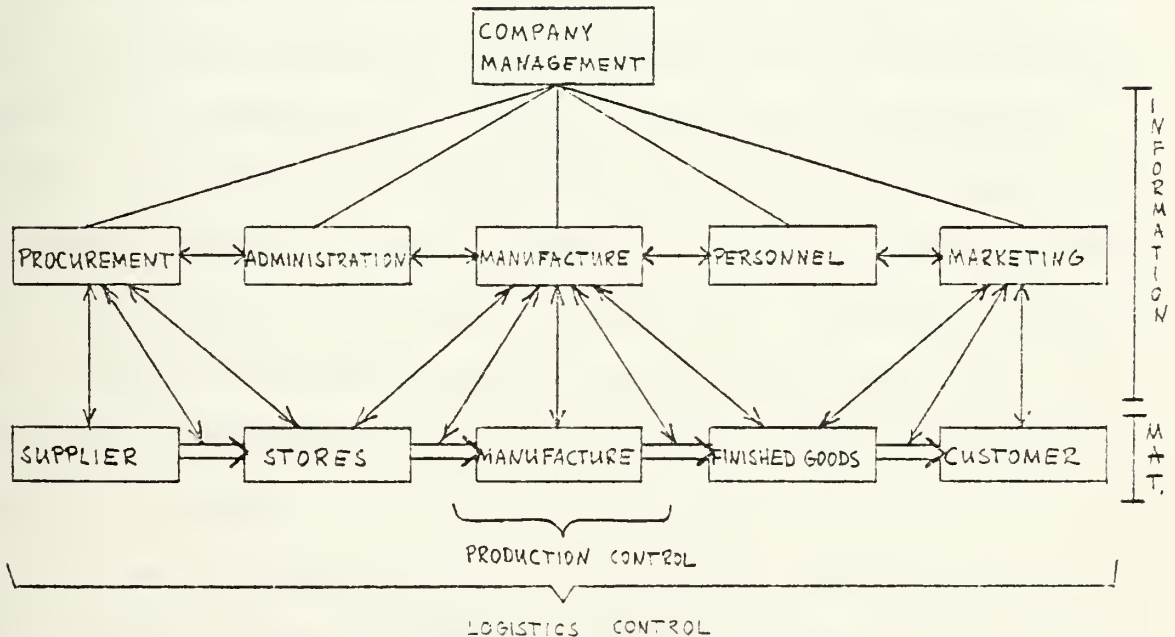 COMPANY
MANAGEMENT
INFORMATION
PROCUREMENT
ADMINISTRATION
MANUFACTURE
PERSONNEL
MARKETING
SUPPLIER
STORES
MANUFACTURE
FINISHED GOODS
CUSTOMER
MAT.
PRODUCTION CONTROL
LOGISTICS CONTROL